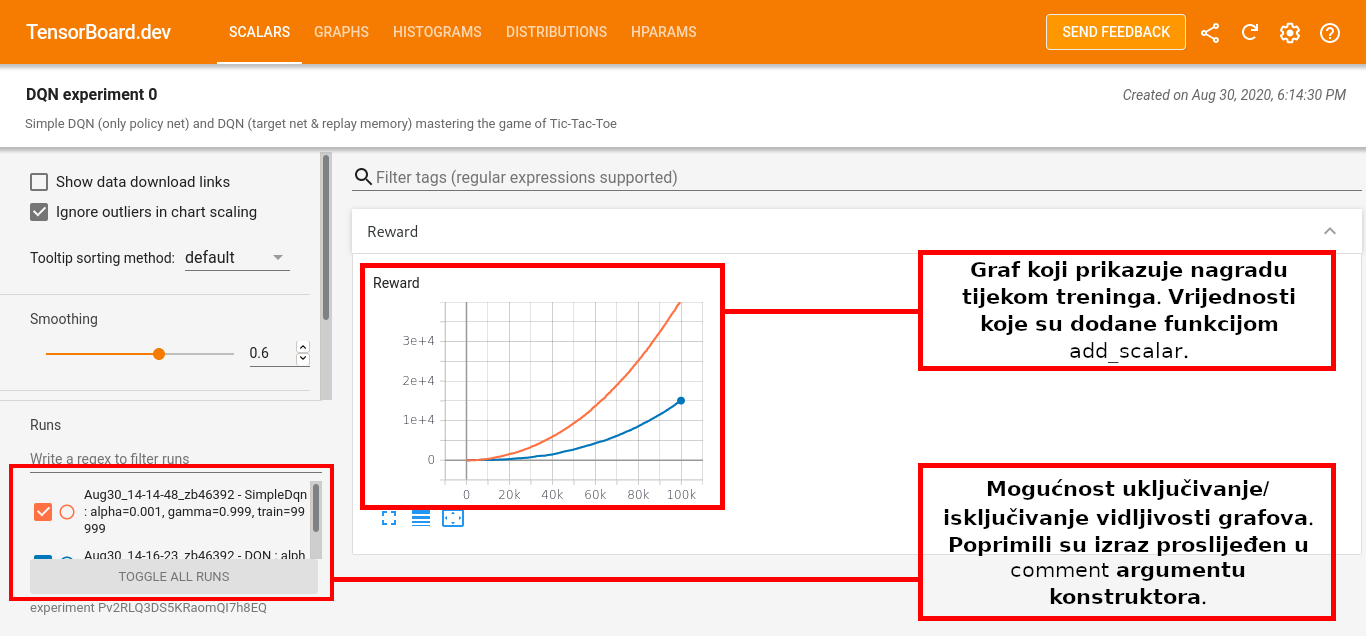 TensorBoard.dev
SCALARS GRAPHS HISTOGRAMS DISTRIBUTIONS HPARAMS
SEND FEEDBACK
DQN experiment 0
Created on Aug 30, 2020, 6:14:30 PM
Simple DQN (only policy net) and DQN (target net & replay memory) mastering the game of Tic-Tac-Toe
Show data download links
Ignore outliers in chart scaling
Tooltip sorting method: default
Smoothing
0.6
Runs
Write a regex to filter runs
Aug30_14-14-48_zb46392 - SimpleDqn
: alpha=0.001, gamma=0.999, train=99
999
Aug30_14-16-23_zb46392 - DQN : alph
TOGGLE ALL RUNS
experiment Pv2RLQ3DS5KRaomQI7h8EQ
Filter tags (regular expressions supported)
Reward
Reward
3e+4
2e+4
1e+4
0
0 20k 40k 60k 80k 100k
Graf koji prikazuje nagradu
tijekom treninga. Vrijednosti
koje su dodane funkcijom
add_scalar.
Mogućnost uključivanje/
isključivanje vidljivosti grafova.
Poprimili su izraz proslijeđen u
comment argumentu
konstruktora.